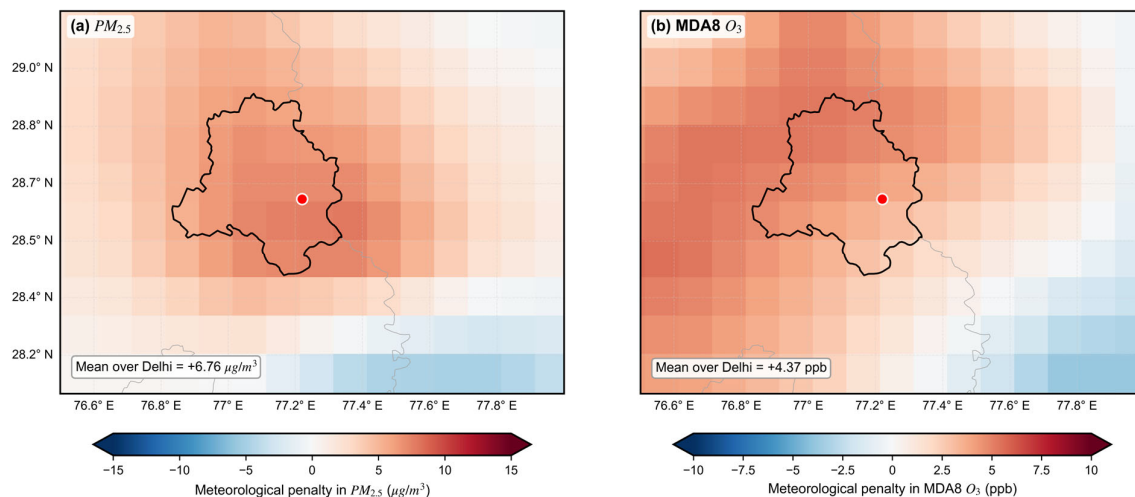 (a) PM2.5
(b) MDA8 O3
29.0° N
28.8° N
28.7° N
28.5° N
28.4° N
28.2° N
Mean over Delhi = +6.76 μg/m³
Mean over Delhi = +4.37 ppb
76.6° E 76.8° E 77° E 77.2° E 77.4° E 77.6° E 77.8° E
76.6° E 76.8° E 77° E 77.2° E 77.4° E 77.6° E 77.8° E
−15 −10 −5 0 5 10 15
Meteorological penalty in PM2.5 (μg/m³)
−10 −7.5 −5 −2.5 0 2.5 5 7.5 10
Meteorological penalty in MDA8 O3 (ppb)